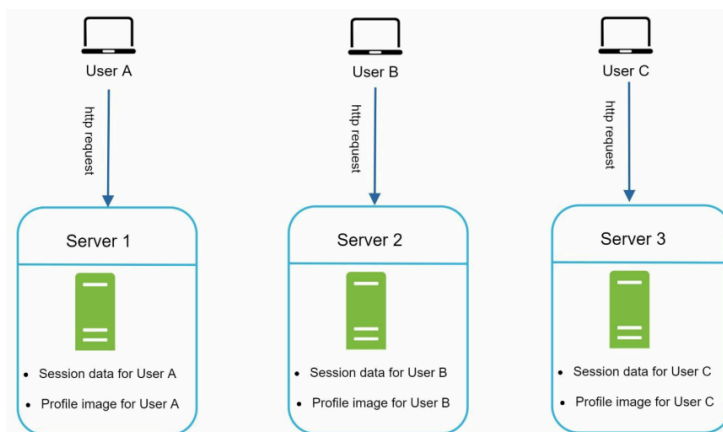 User A
User B
User C
http request
http request
http request
Server 1
Server 2
Server 3
• Session data for User A
• Profile image for User A
• Session data for User B
• Profile image for User B
• Session data for User C
• Profile image for User C